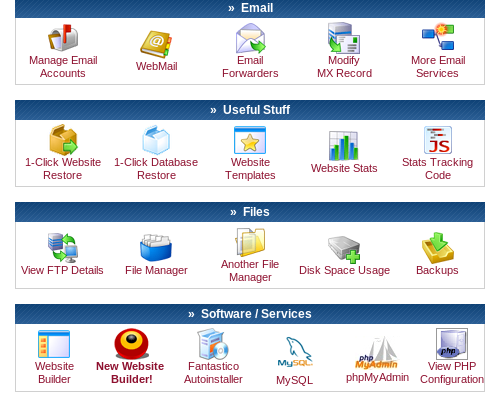 » Email
Manage Email Accounts
WebMail
Email Forwarders
Modify MX Record
More Email Services
» Useful Stuff
1-Click Website Restore
1-Click Database Restore
Website Templates
Website Stats
JS
Stats Tracking Code
» Files
View FTP Details
File Manager
Another File Manager
Disk Space Usage
Backups
» Software / Services
Website Builder
New Website Builder!
Fantastico Autoinstaller
MySQL
MySQL
php
MyAdmin
phpMyAdmin
php
View PHP Configuration